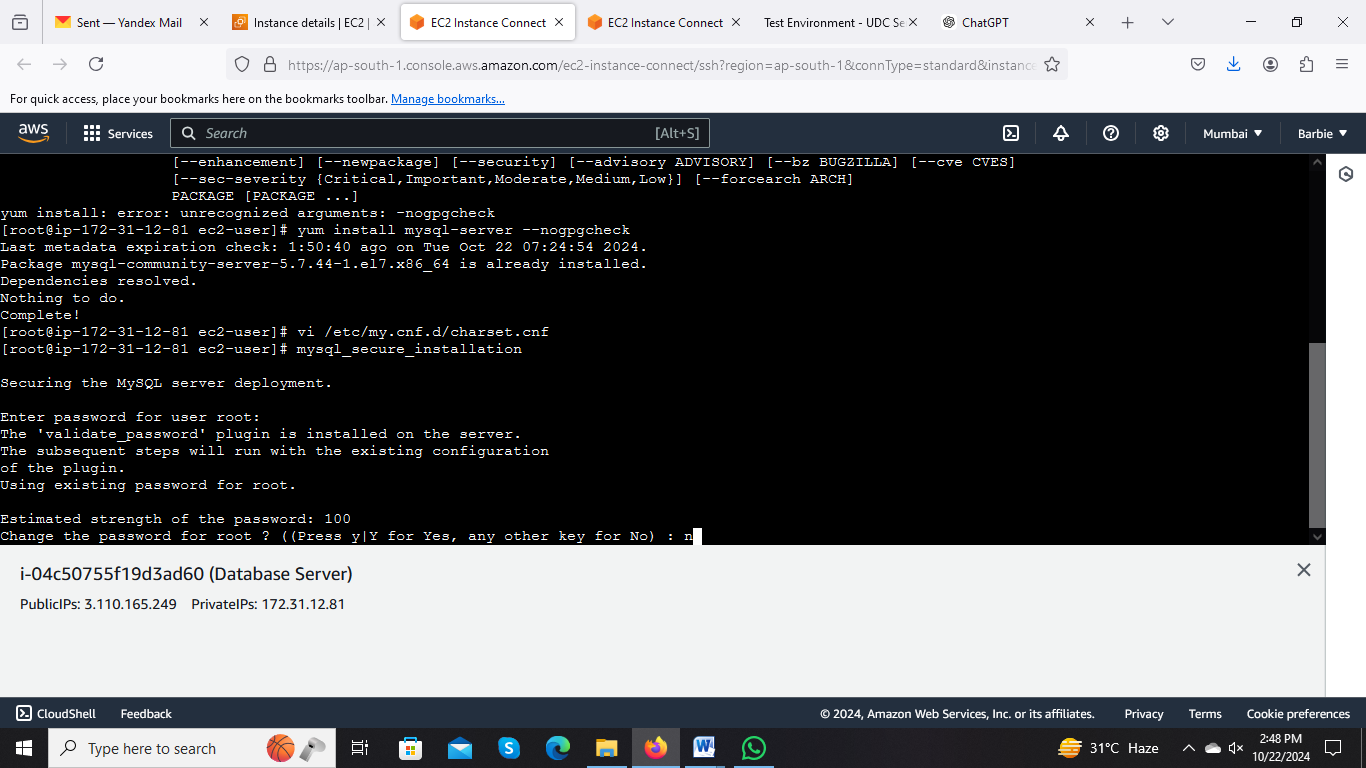 Sent — Yandex Mail
Instance details | EC2 |
EC2 Instance Connect
EC2 Instance Connect
Test Environment - UDC Se
ChatGPT
https://ap-south-1.console.aws.amazon.com/ec2-instance-connect/ssh?region=ap-south-1&connType=standard&instance
For quick access, place your bookmarks here on the bookmarks toolbar. Manage bookmarks...
aws
Services
Search
[Alt+S]
Mumbai
Barbie
[--enhancement] [--newpackage] [--security] [--advisory ADVISORY] [--bz BUGZILLA] [--cve CVES]
[--sec-severity {Critical,Important,Moderate,Medium,Low}] [--forcearch ARCH]
PACKAGE [PACKAGE ...]
yum install: error: unrecognized arguments: -nogpgcheck
[root@ip-172-31-12-81 ec2-user]# yum install mysql-server --nogpgcheck
Last metadata expiration check: 1:50:40 ago on Tue Oct 22 07:24:54 2024.
Package mysql-community-server-5.7.44-1.el7.x86_64 is already installed.
Dependencies resolved.
Nothing to do.
Complete!
[root@ip-172-31-12-81 ec2-user]# vi /etc/my.cnf.d/charset.cnf
[root@ip-172-31-12-81 ec2-user]# mysql_secure_installation
Securing the MySQL server deployment.
Enter password for user root:
The 'validate_password' plugin is installed on the server.
The subsequent steps will run with the existing configuration
of the plugin.
Using existing password for root.
Estimated strength of the password: 100
Change the password for root ? ((Press y|Y for Yes, any other key for No) : n
i-04c50755f19d3ad60 (Database Server)
PublicIPs: 3.110.165.249 PrivateIPs: 172.31.12.81
CloudShell
Feedback
© 2024, Amazon Web Services, Inc. or its affiliates.
Privacy
Terms
Cookie preferences
Type here to search
31°C Haze
2:48 PM
10/22/2024